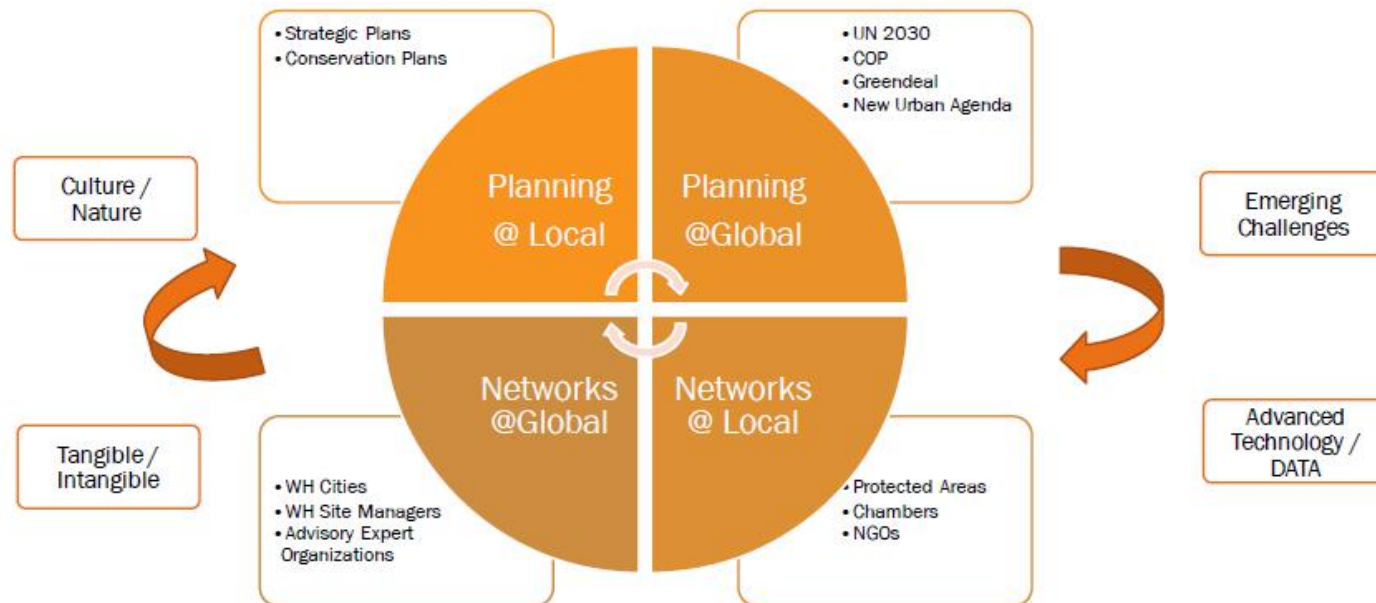 • Strategic Plans
• Conservation Plans
• UN 2030
• COP
• Greendeal
• New Urban Agenda
Culture /
Nature
Planning
@ Local
Planning
@Global
Emerging
Challenges
Tangible /
Intangible
Networks
@Global
Networks
@ Local
Advanced
Technology /
DATA
• WH Cities
• WH Site Managers
• Advisory Expert
Organizations
• Protected Areas
• Chambers
• NGOs